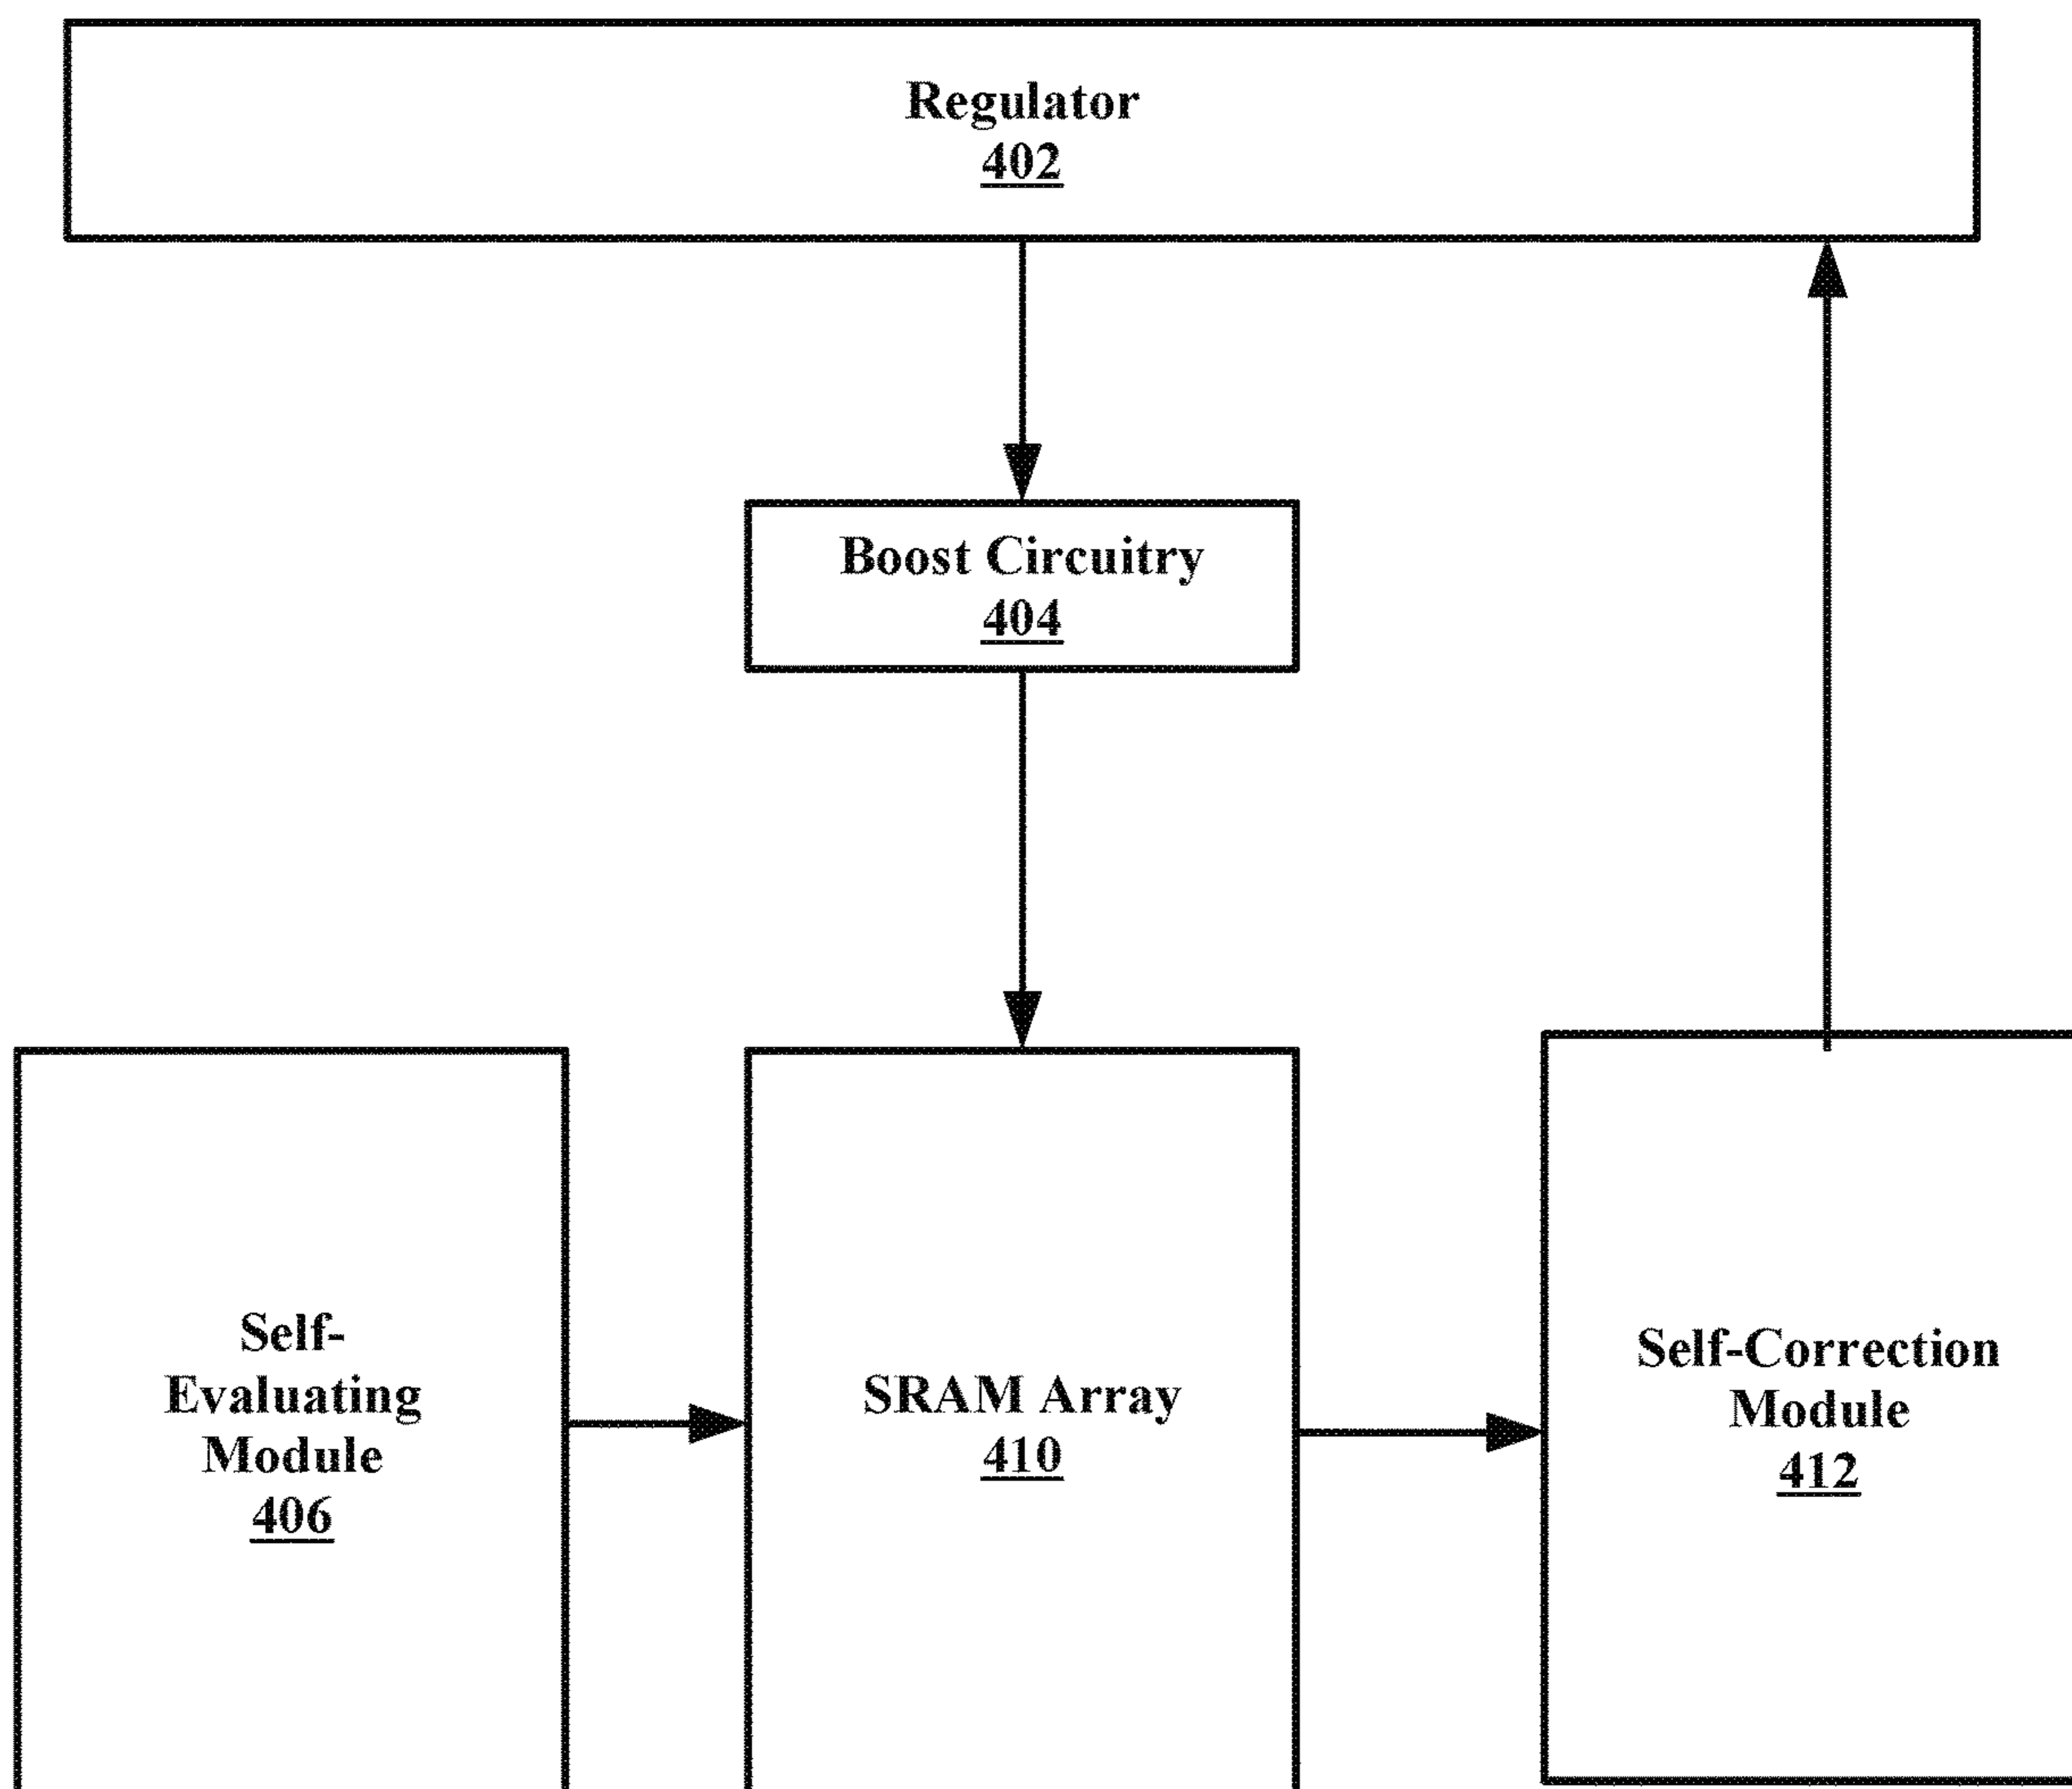 Regulator
402
Boost Circuitry
404
Self-
Evaluating
Module
406
SRAM Array
410
Self-Correction
Module
412